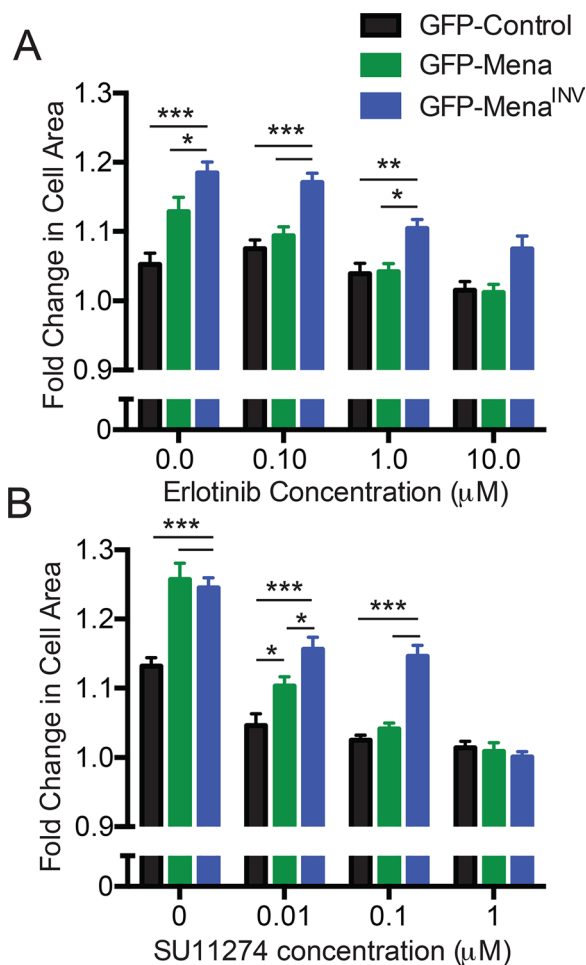 A
GFP-Control
GFP-Mena
GFP-Mena^INV
Fold Change in Cell Area
1.3
1.2
1.1
1.0
0.9
0
*** * *** ** *
0.0 0.10 1.0 10.0
Erlotinib Concentration (μM)
B
Fold Change in Cell Area
1.3
1.2
1.1
1.0
0.9
0
*** *** * * ***
0 0.01 0.1 1
SU11274 concentration (μM)